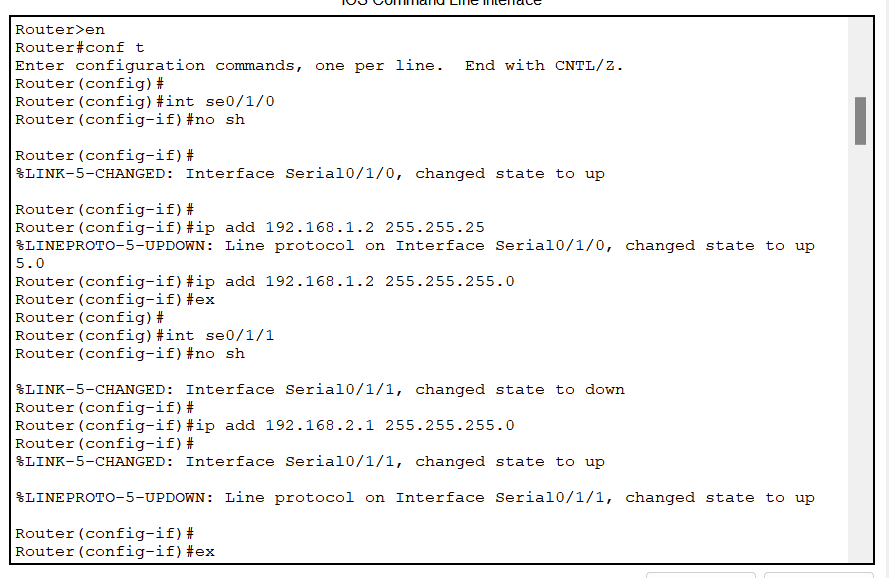 IOS Command Line Interface
Router>en
Router#conf t
Enter configuration commands, one per line.  End with CNTL/Z.
Router(config)#
Router(config)#int se0/1/0
Router(config-if)#no sh
Router(config-if)#
%LINK-5-CHANGED: Interface Serial0/1/0, changed state to up
Router(config-if)#
Router(config-if)#ip add 192.168.1.2 255.255.25
%LINEPROTO-5-UPDOWN: Line protocol on Interface Serial0/1/0, changed state to up
5.0
Router(config-if)#ip add 192.168.1.2 255.255.255.0
Router(config-if)#ex
Router(config)#
Router(config)#int se0/1/1
Router(config-if)#no sh
%LINK-5-CHANGED: Interface Serial0/1/1, changed state to down
Router(config-if)#
Router(config-if)#ip add 192.168.2.1 255.255.255.0
Router(config-if)#
%LINK-5-CHANGED: Interface Serial0/1/1, changed state to up
%LINEPROTO-5-UPDOWN: Line protocol on Interface Serial0/1/1, changed state to up
Router(config-if)#
Router(config-if)#ex